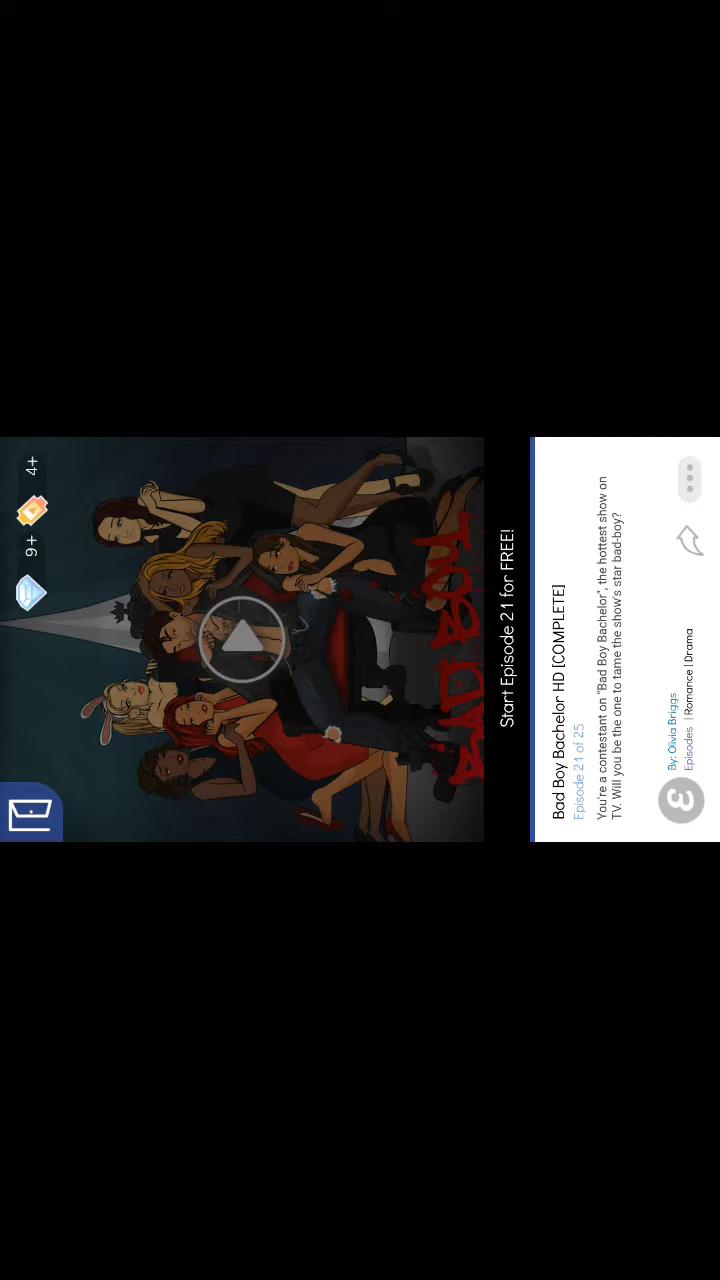 9+
4+
BAD BOY
Start Episode 21 for FREE!
Bad Boy Bachelor HD [COMPLETE]
Episode 21 of 25
You're a contestant on "Bad Boy Bachelor", the hottest show on
TV. Will you be the one to tame the show's star bad-boy?
By: Olivia Briggs
Episodes | Romance | Drama